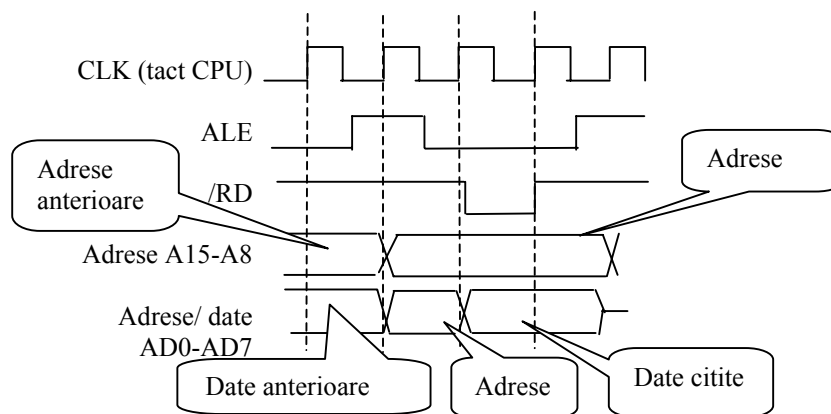 CLK (tact CPU)
ALE
Adrese
anterioare
Adrese
/RD
Adrese A15-A8
Adrese/ date
AD0-AD7
Date anterioare
Adrese
Date citite